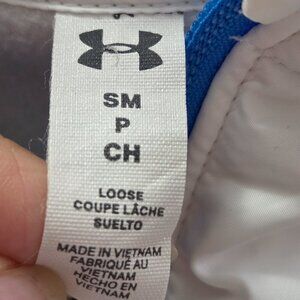 SM
P
CH
LOOSE
COUPE LÂCHE
SUELTO
MADE IN VIETNAM
FABRIQUÉ AU
VIETNAM
HECHO EN
VIETNAM